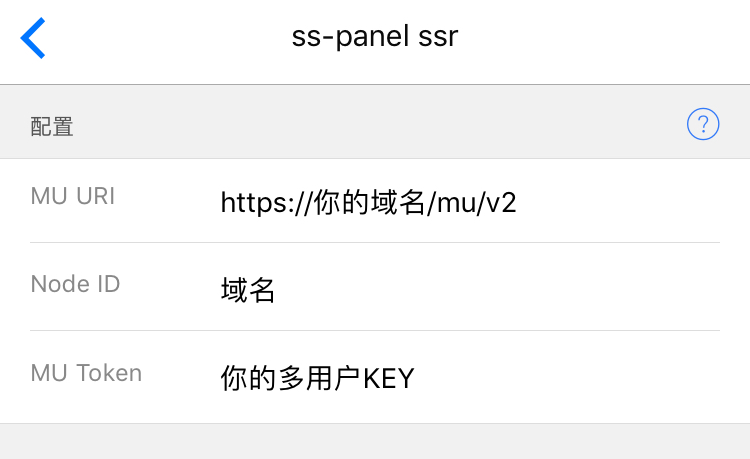 ss-panel ssr
配置
?
MU URI
https://你的域名/mu/v2
Node ID
域名
MU Token
你的多用户KEY